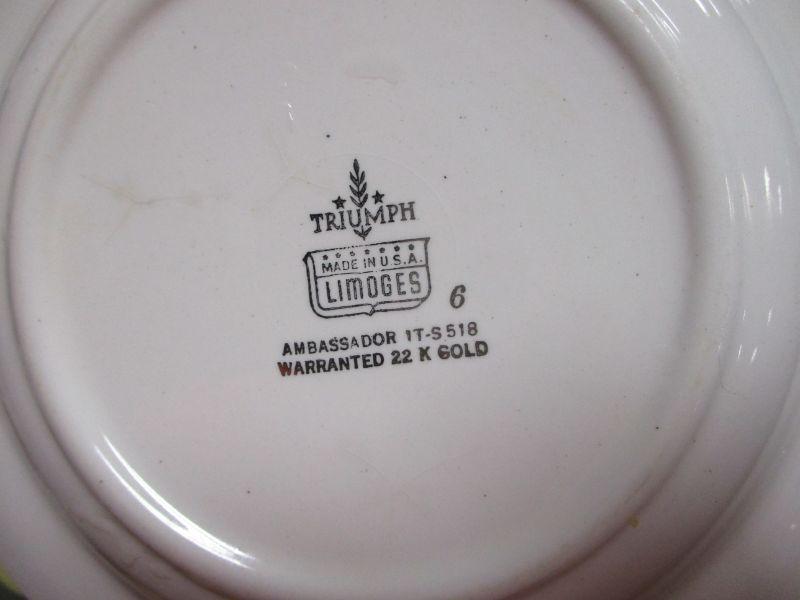 TRIUMPH
MADE IN U.S.A.
LIMOGES
6
AMBASSADOR 1T-S518
WARRANTED 22 K GOLD